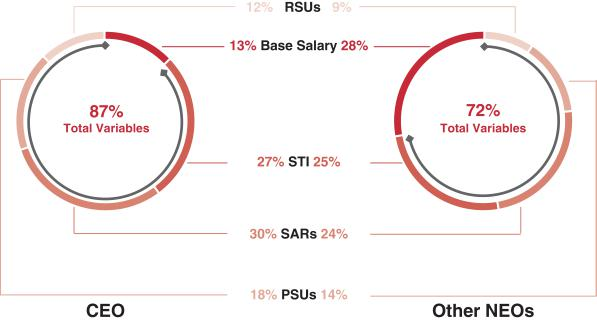 12% RSUs 9%
13% Base Salary 28%
87%
Total Variables
72%
Total Variables
27% STI 25%
30% SARs 24%
18% PSUs 14%
CEO
Other NEOs